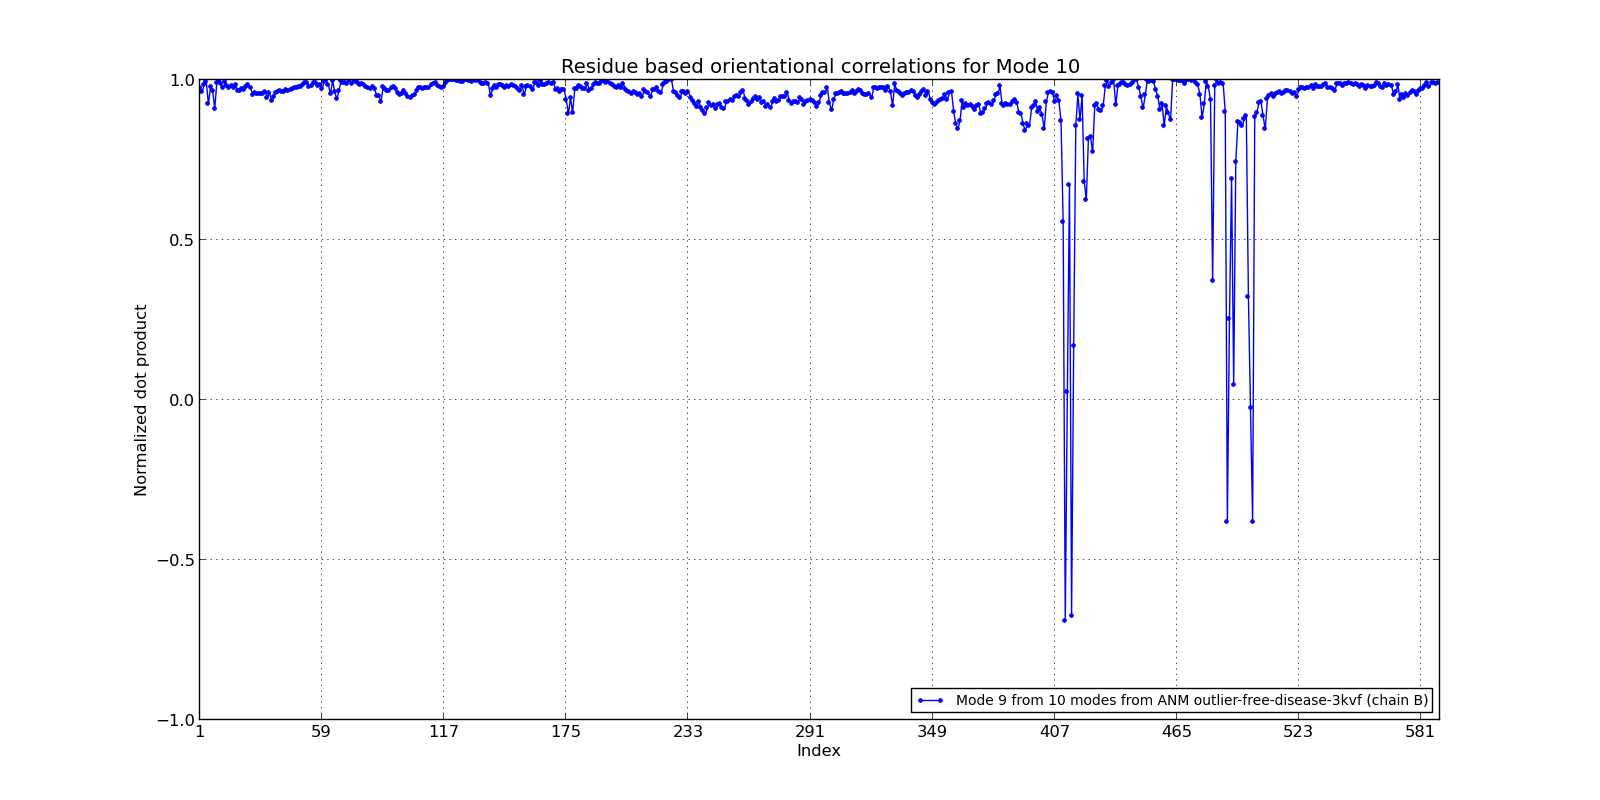 Residue based orientational correlations for Mode 10
1.0
0.5
0.0
−0.5
−1.0
Normalized dot product
Mode 9 from 10 modes from ANM outlier-free-disease-3kvf (chain B)
1 59 117 175 233 291 349 407 465 523 581
Index